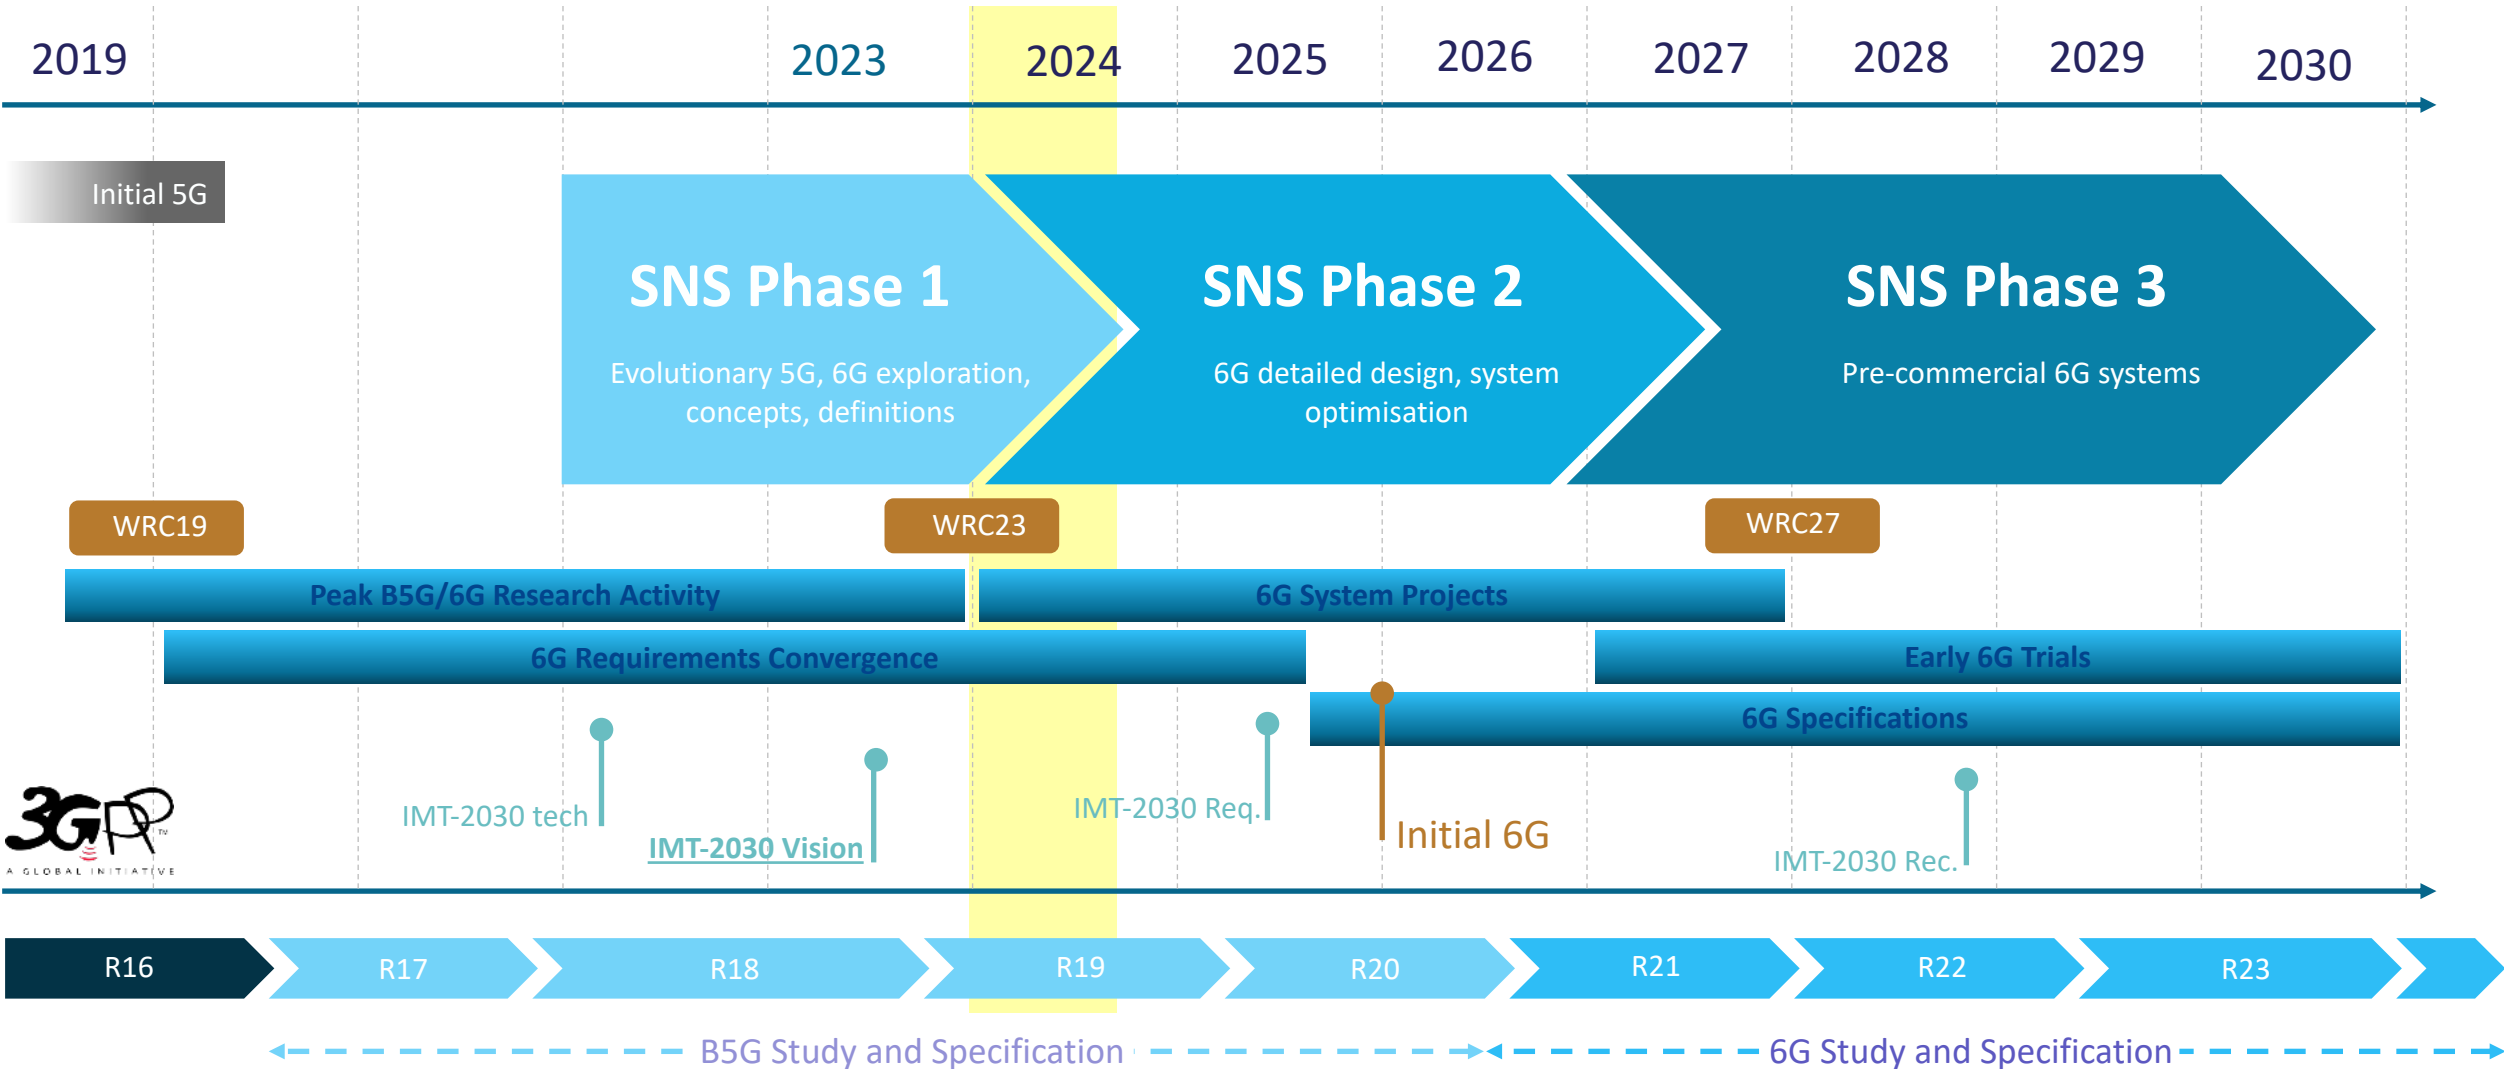 2019
2023
2024
2025
2026
2027
2028
2029
2030
Initial 5G
SNS Phase 1
Evolutionary 5G, 6G exploration,
concepts, definitions
SNS Phase 2
6G detailed design, system
optimisation
SNS Phase 3
Pre-commercial 6G systems
WRC19
WRC23
WRC27
Peak B5G/6G Research Activity
6G System Projects
6G Requirements Convergence
Early 6G Trials
6G Specifications
IMT-2030 tech
IMT-2030 Vision
IMT-2030 Req.
Initial 6G
IMT-2030 Rec.
3GPP TM
A GLOBAL INITIATIVE
R16
R17
R18
R19
R20
R21
R22
R23
B5G Study and Specification
6G Study and Specification